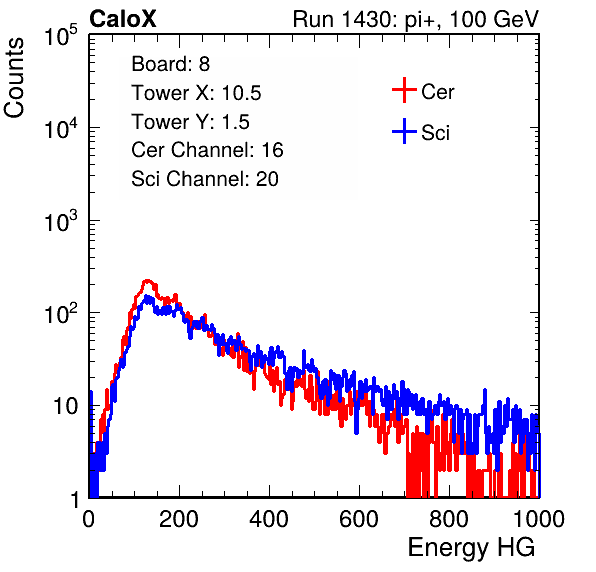 CaloX Run 1430: pi+, 100 GeV
Counts
Board: 8
Tower X: 10.5
Tower Y: 1.5
Cer Channel: 16
Sci Channel: 20
Cer
Sci
10^5
10^4
10^3
10^2
10
1
0 200 400 600 800 1000
Energy HG